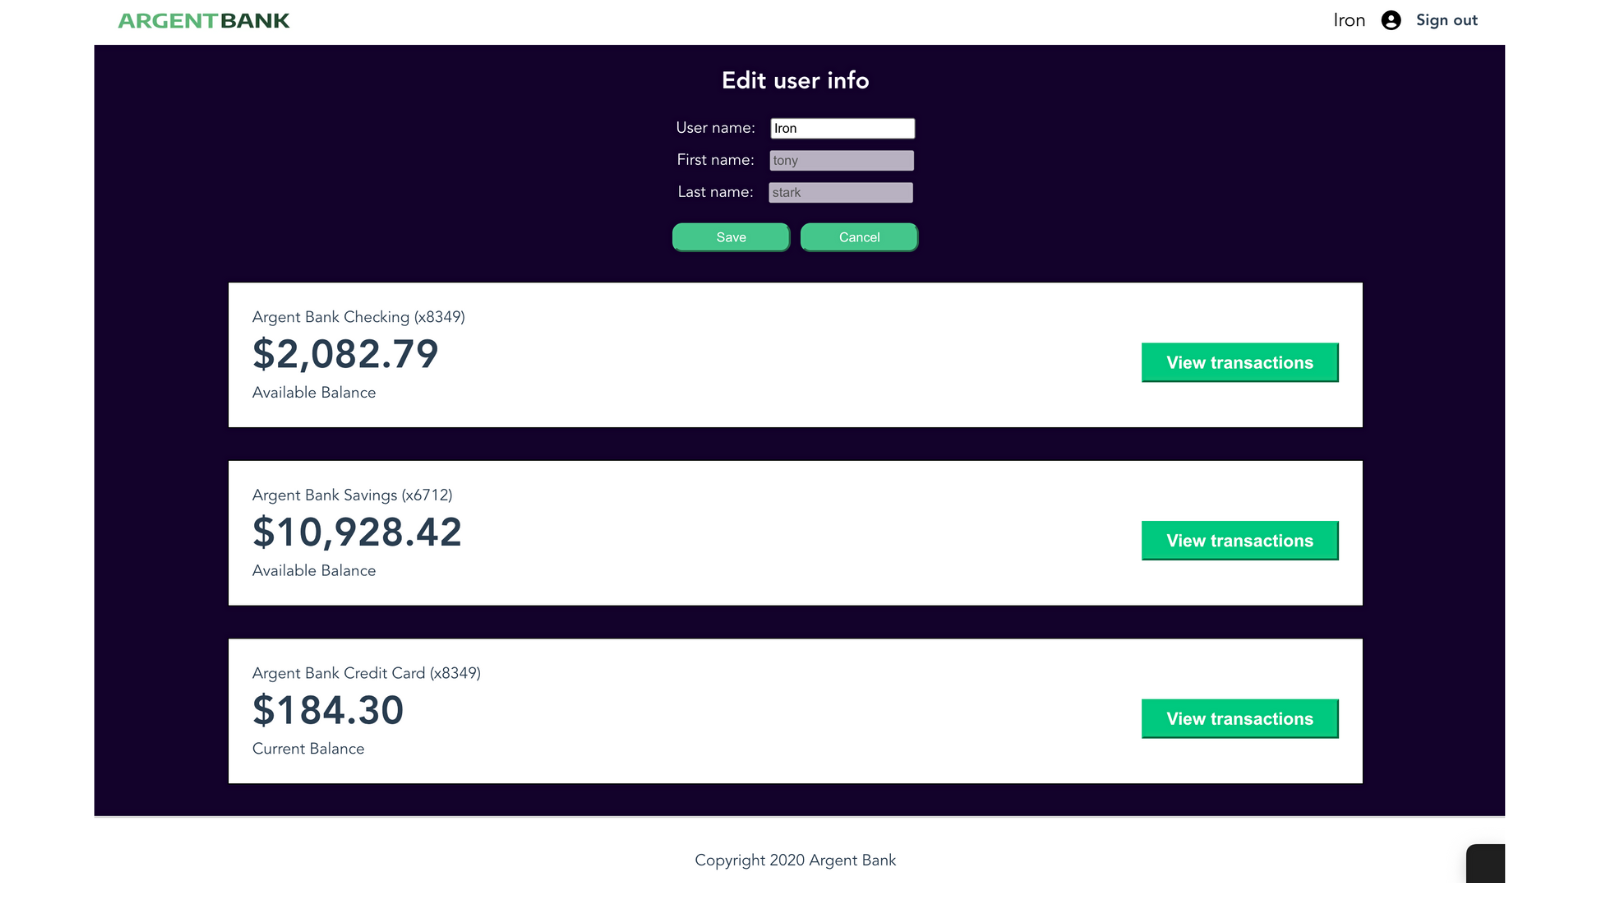 ARGENTBANK
Iron Sign out
Edit user info
User name: Iron
First name: tony
Last name: stark
Save Cancel
Argent Bank Checking (x8349)
$2,082.79
Available Balance
View transactions
Argent Bank Savings (x6712)
$10,928.42
Available Balance
View transactions
Argent Bank Credit Card (x8349)
$184.30
Current Balance
View transactions
Copyright 2020 Argent Bank